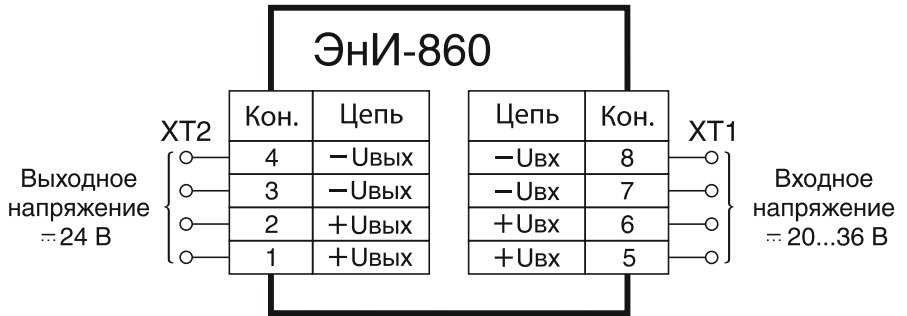 ЭнИ-860
Кон. Цепь Цепь Кон.
XT2 XT1
4 −Uвых −Uвх 8
3 −Uвых −Uвх 7
2 +Uвых +Uвх 6
1 +Uвых +Uвх 5
Выходное
напряжение
⎓24 В
Входное
напряжение
⎓ 20...36 В